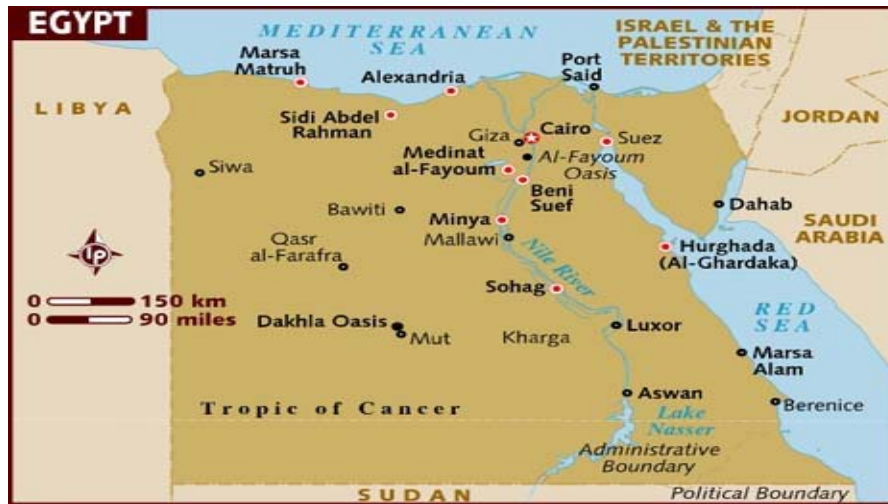 EGYPT
MEDITERRANEAN
SEA
ISRAEL & THE
PALESTINIAN
TERRITORIES
Marsa
Matruh
Alexandria
Port
Said
LIBYA
JORDAN
Sidi Abdel
Rahman
Giza
Cairo
Suez
Al-Fayoum
Oasis
Medinat
al-Fayoum
Siwa
Beni
Suef
Dahab
Bawiti
Minya
SAUDI
ARABIA
Mallawi
Qasr
al-Farafra
Nile River
Hurghada
(Al-Ghardaka)
lp
0 150 km
0 90 miles
Sohag
RED
SEA
Dakhla Oasis
Mut
Kharga
Luxor
Marsa
Alam
Aswan
Berenice
Tropic of Cancer
Lake
Nasser
Administrative
Boundary
SUDAN
Political Boundary